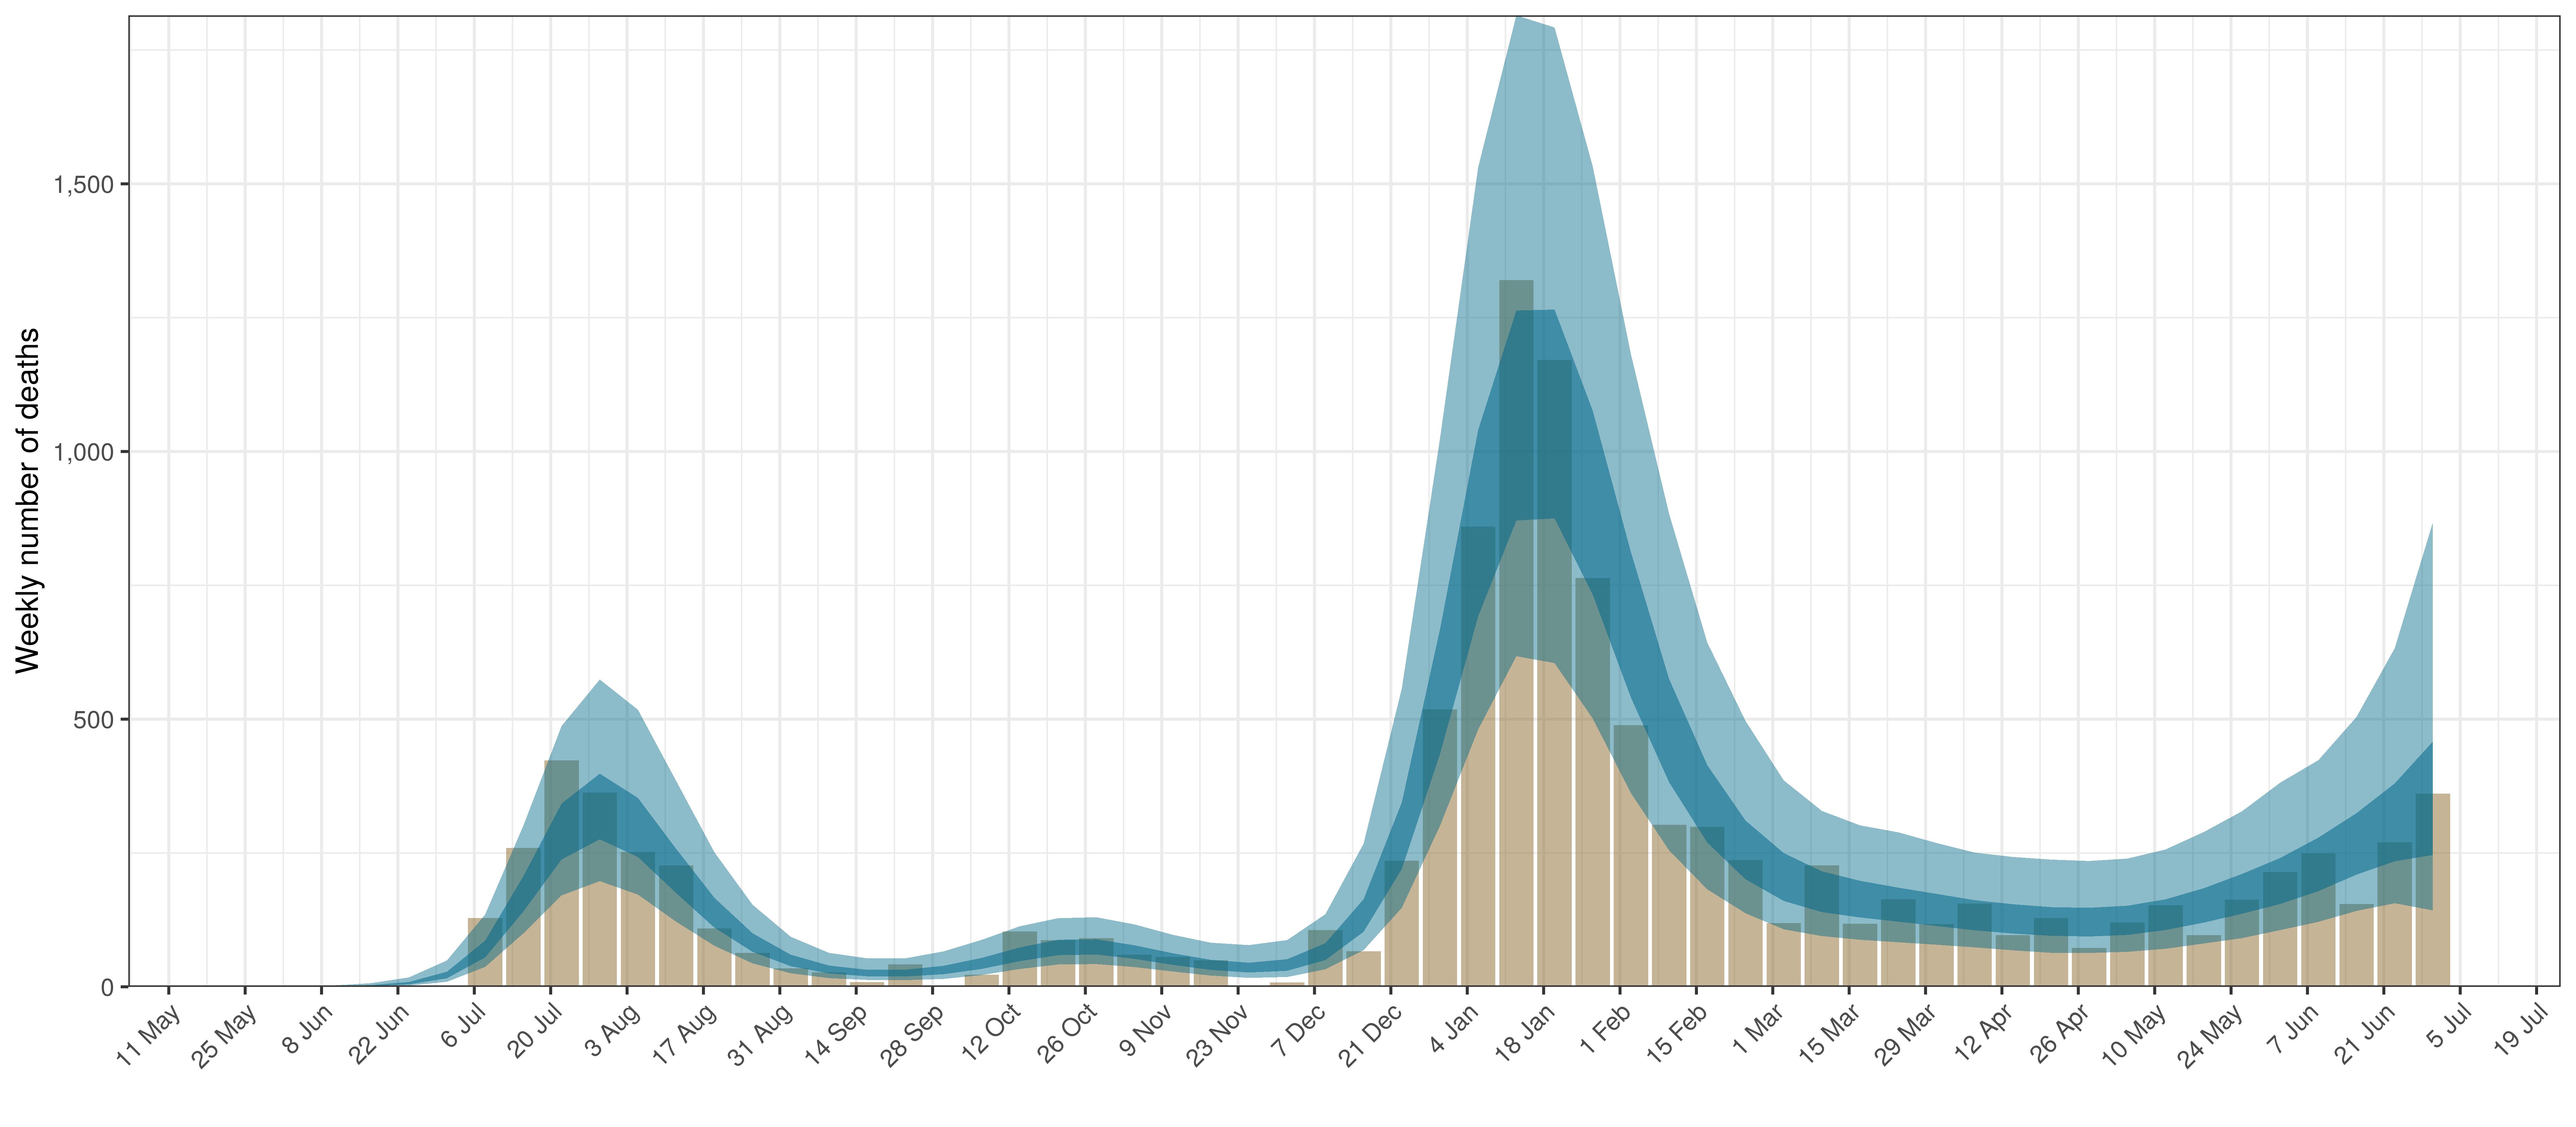 Weekly number of deaths
1,500
1,000
500
0
11 May
25 May
8 Jun
22 Jun
6 Jul
20 Jul
3 Aug
17 Aug
31 Aug
14 Sep
28 Sep
12 Oct
26 Oct
9 Nov
23 Nov
7 Dec
21 Dec
4 Jan
18 Jan
1 Feb
15 Feb
1 Mar
15 Mar
29 Mar
12 Apr
26 Apr
10 May
24 May
7 Jun
21 Jun
5 Jul
19 Jul